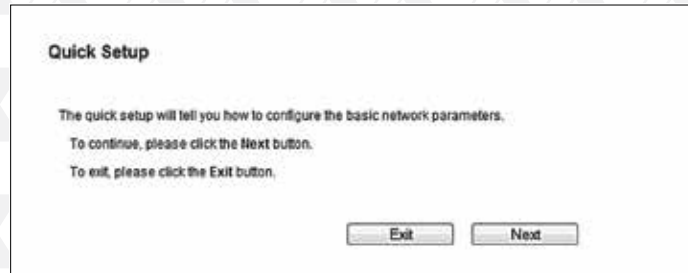 Quick Setup
The quick setup will tell you how to configure the basic network parameters.
To continue, please click the Next button.
To exit, please click the Exit button.
Exit Next